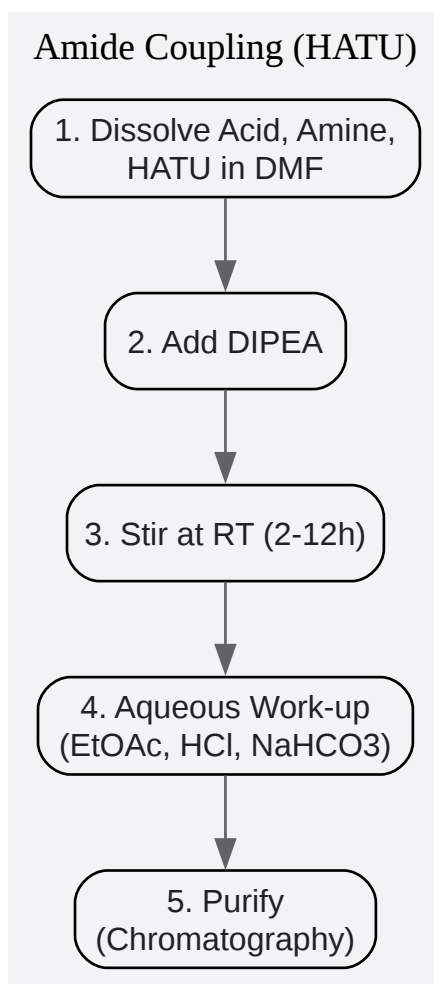 Amide Coupling (HATU)
1. Dissolve Acid, Amine,
HATU in DMF
2. Add DIPEA
3. Stir at RT (2-12h)
4. Aqueous Work-up
(EtOAc, HCl, NaHCO3)
5. Purify
(Chromatography)